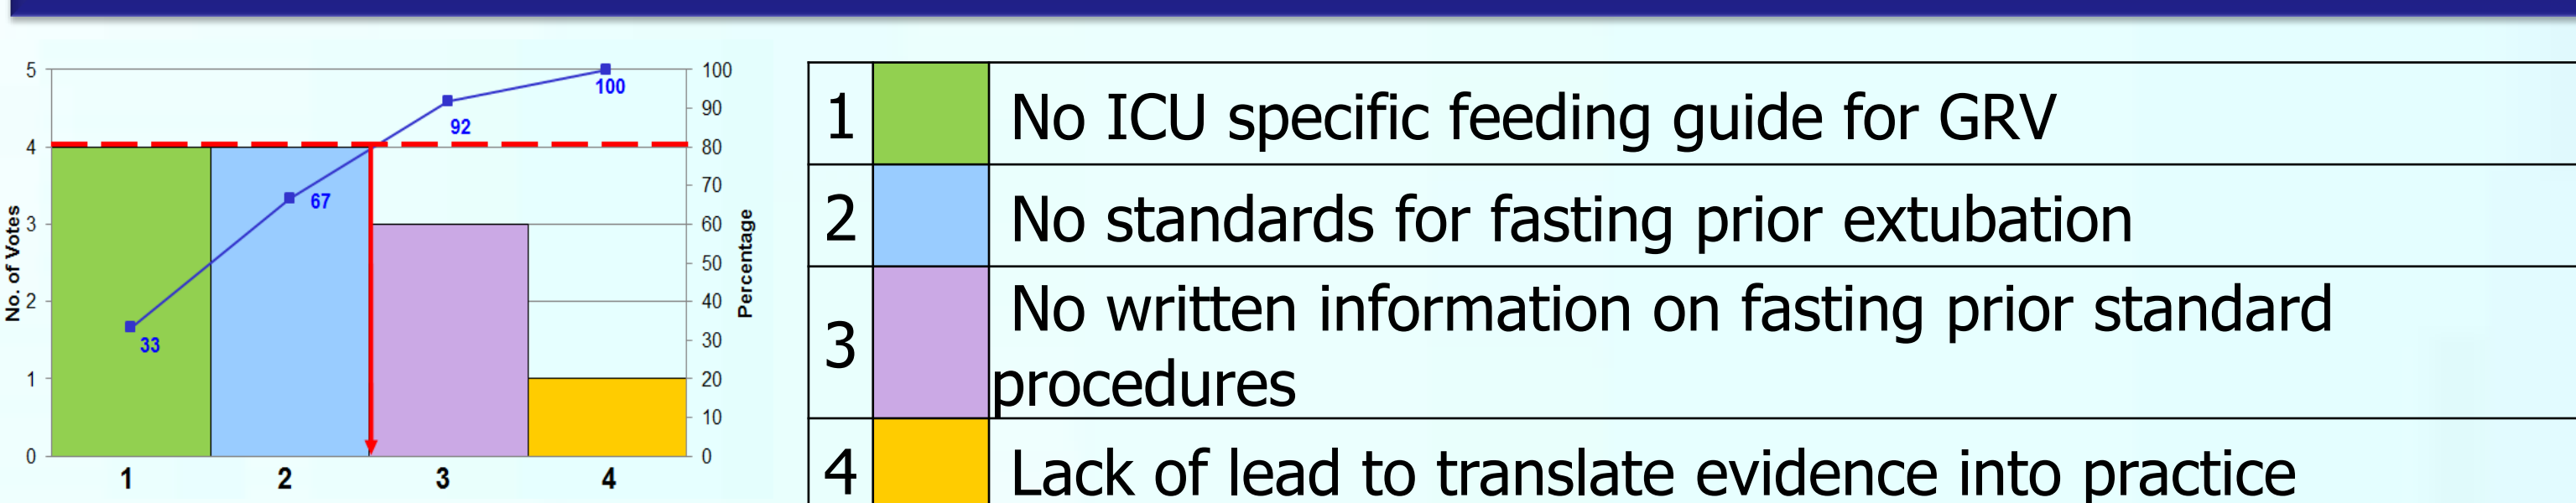 No. of Votes
5
4
3
2
1
0
33
67
92
100
100
90
80
70
60
50
40
30
20
10
0
Percentage
1 2 3 4
1 No ICU specific feeding guide for GRV
2 No standards for fasting prior extubation
3 No written information on fasting prior standard
procedures
4 Lack of lead to translate evidence into practice